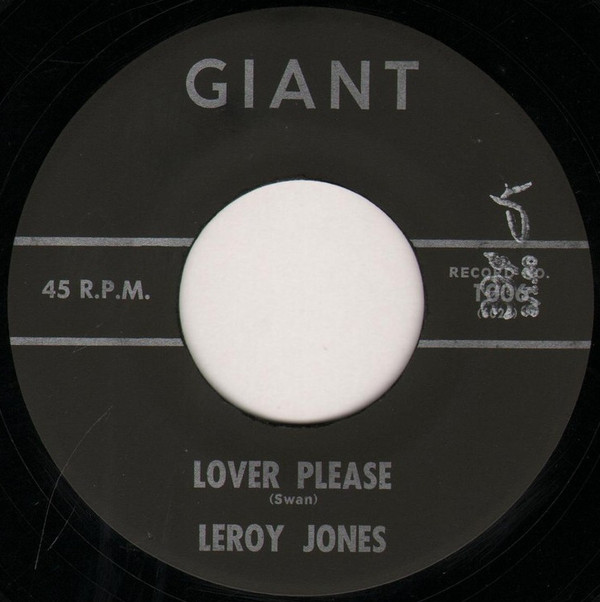 GIANT
45 R.P.M.
RECORD NO.
LOVER PLEASE
(Swan)
LEROY JONES